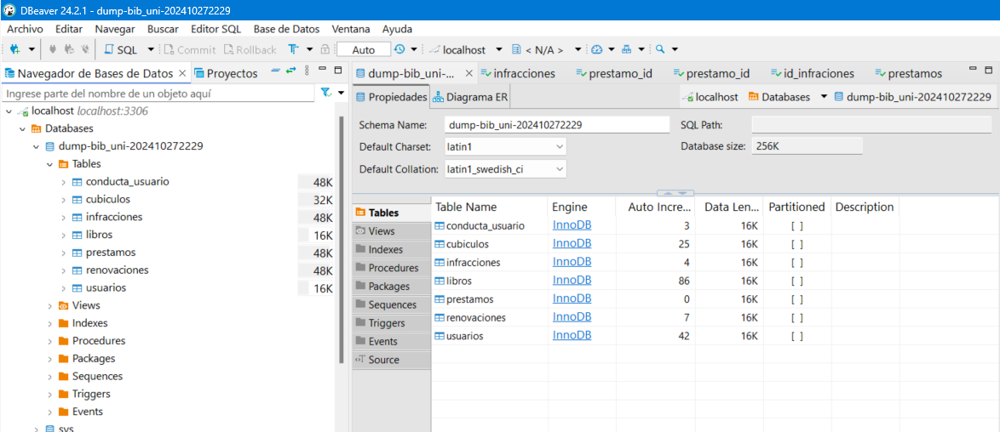 DBeaver 24.2.1 - dump-bib_uni-202410272229
Archivo Editar Navegar Buscar Editor SQL Base de Datos Ventana Ayuda
SQL Commit Rollback T Auto localhost < N/A >
Navegador de Bases de Datos Proyectos
Ingrese parte del nombre de un objeto aquí
localhost localhost:3306
Databases
dump-bib_uni-202410272229
Tables
conducta_usuario 48K
cubiculos 32K
infracciones 48K
libros 16K
prestamos 48K
renovaciones 48K
usuarios 16K
Views
Indexes
Procedures
Packages
Sequences
Triggers
Events
sys
dump-bib_uni-... infracciones prestamo_id prestamo_id id_infraciones prestamos
Propiedades Diagrama ER localhost Databases dump-bib_uni-202410272229
Schema Name: dump-bib_uni-202410272229 SQL Path:
Default Charset: latin1 Database size: 256K
Default Collation: latin1_swedish_ci
Tables
Views
Indexes
Procedures
Packages
Sequences
Triggers
Events
Source
Table Name Engine Auto Incre... Data Len... Partitioned Description
conducta_usuario InnoDB 3 16K [ ]
cubiculos InnoDB 25 16K [ ]
infracciones InnoDB 4 16K [ ]
libros InnoDB 86 16K [ ]
prestamos InnoDB 0 16K [ ]
renovaciones InnoDB 7 16K [ ]
usuarios InnoDB 42 16K [ ]